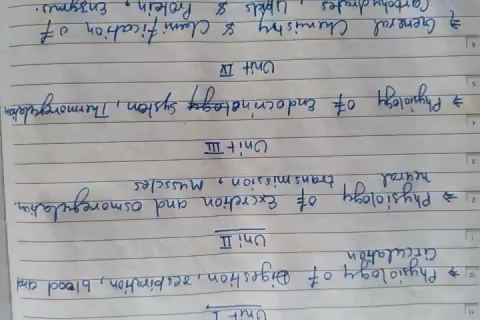 Unit I
→ Physiology of Digestion, respiration, blood and
circulation
Unit II
→ Physiology of Excretion and osmoregulation.
neural transmission, Muscles
Unit III
→ Physiology of Endocrinology system, Thermoregulation
Unit IV
→ General Chemistry & Classification of
Carbohydrates, Lipids & Protein, Enzymes.